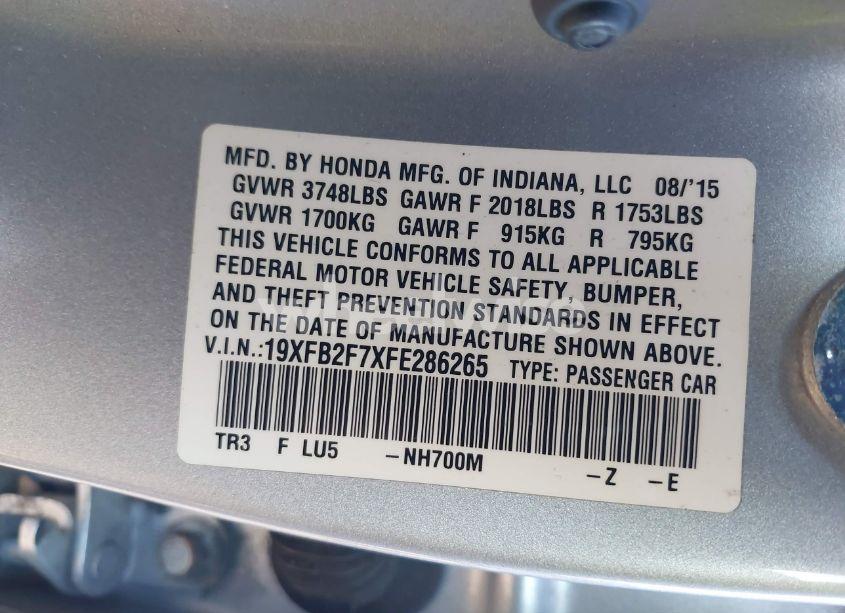 MFD. BY HONDA MFG. OF INDIANA, LLC 08/'15
GVWR 3748LBS GAWR F 2018LBS R 1753LBS
GVWR 1700KG GAWR F 915KG R 795KG
THIS VEHICLE CONFORMS TO ALL APPLICABLE
FEDERAL MOTOR VEHICLE SAFETY, BUMPER,
AND THEFT PREVENTION STANDARDS IN EFFECT
ON THE DATE OF MANUFACTURE SHOWN ABOVE.
V.I.N.:19XFB2F7XFE286265 TYPE: PASSENGER CAR
TR3 F LU5 -NH700M -Z -E